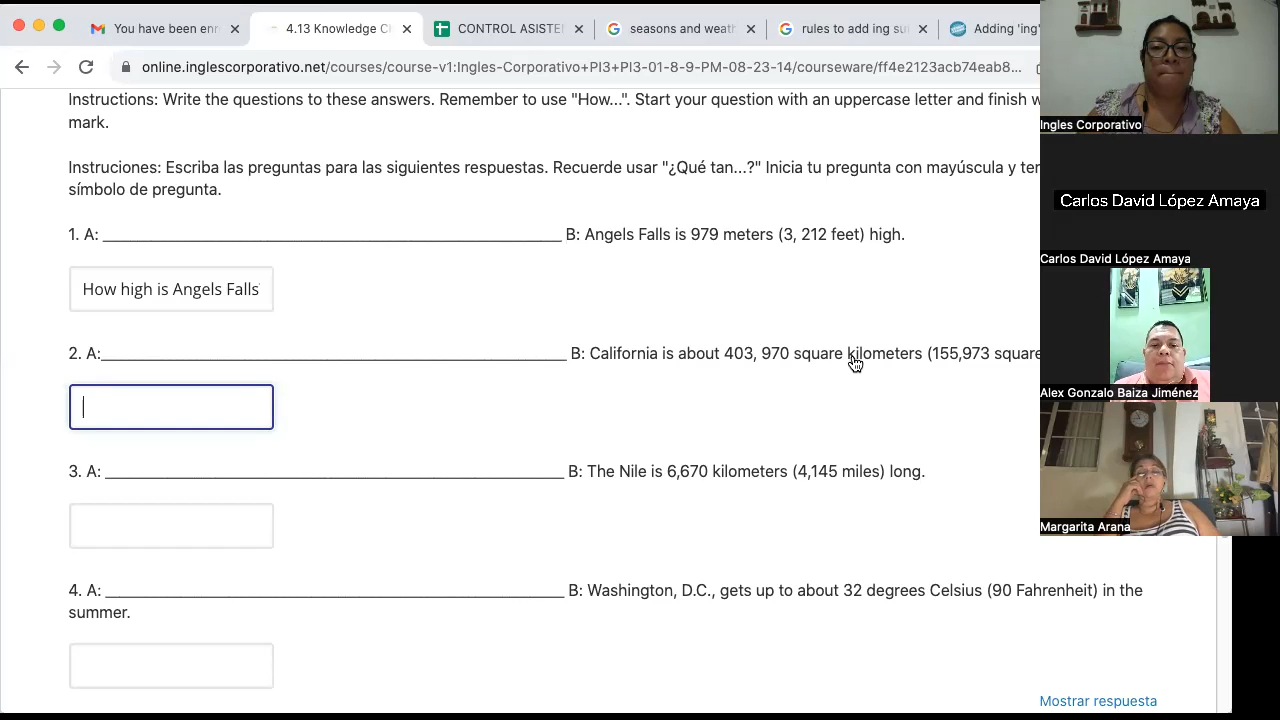 You have been enr
4.13 Knowledge C
CONTROL ASISTE
seasons and weat
rules to add ing su
Adding 'ing'
online.inglescorporativo.net/courses/course-v1:Ingles-Corporativo+PI3+PI3-01-8-9-PM-08-23-14/courseware/ff4e2123acb74eab8...
Instructions: Write the questions to these answers. Remember to use "How...". Start your question with an uppercase letter and finish w
mark.
Instruciones: Escriba las preguntas para las siguientes respuestas. Recuerde usar "¿Qué tan...?" Inicia tu pregunta con mayúscula y ter
símbolo de pregunta.
1. A: ____________________________________________________ B: Angels Falls is 979 meters (3, 212 feet) high.
How high is Angels Falls
2. A:_____________________________________________________ B: California is about 403, 970 square kilometers (155,973 square
3. A: ____________________________________________________ B: The Nile is 6,670 kilometers (4,145 miles) long.
4. A: ____________________________________________________ B: Washington, D.C., gets up to about 32 degrees Celsius (90 Fahrenheit) in the
summer.
Mostrar respuesta
Ingles Corporativo
Carlos David López Amaya
Carlos David López Amaya
Alex Gonzalo Baiza Jiménez
Margarita Arana